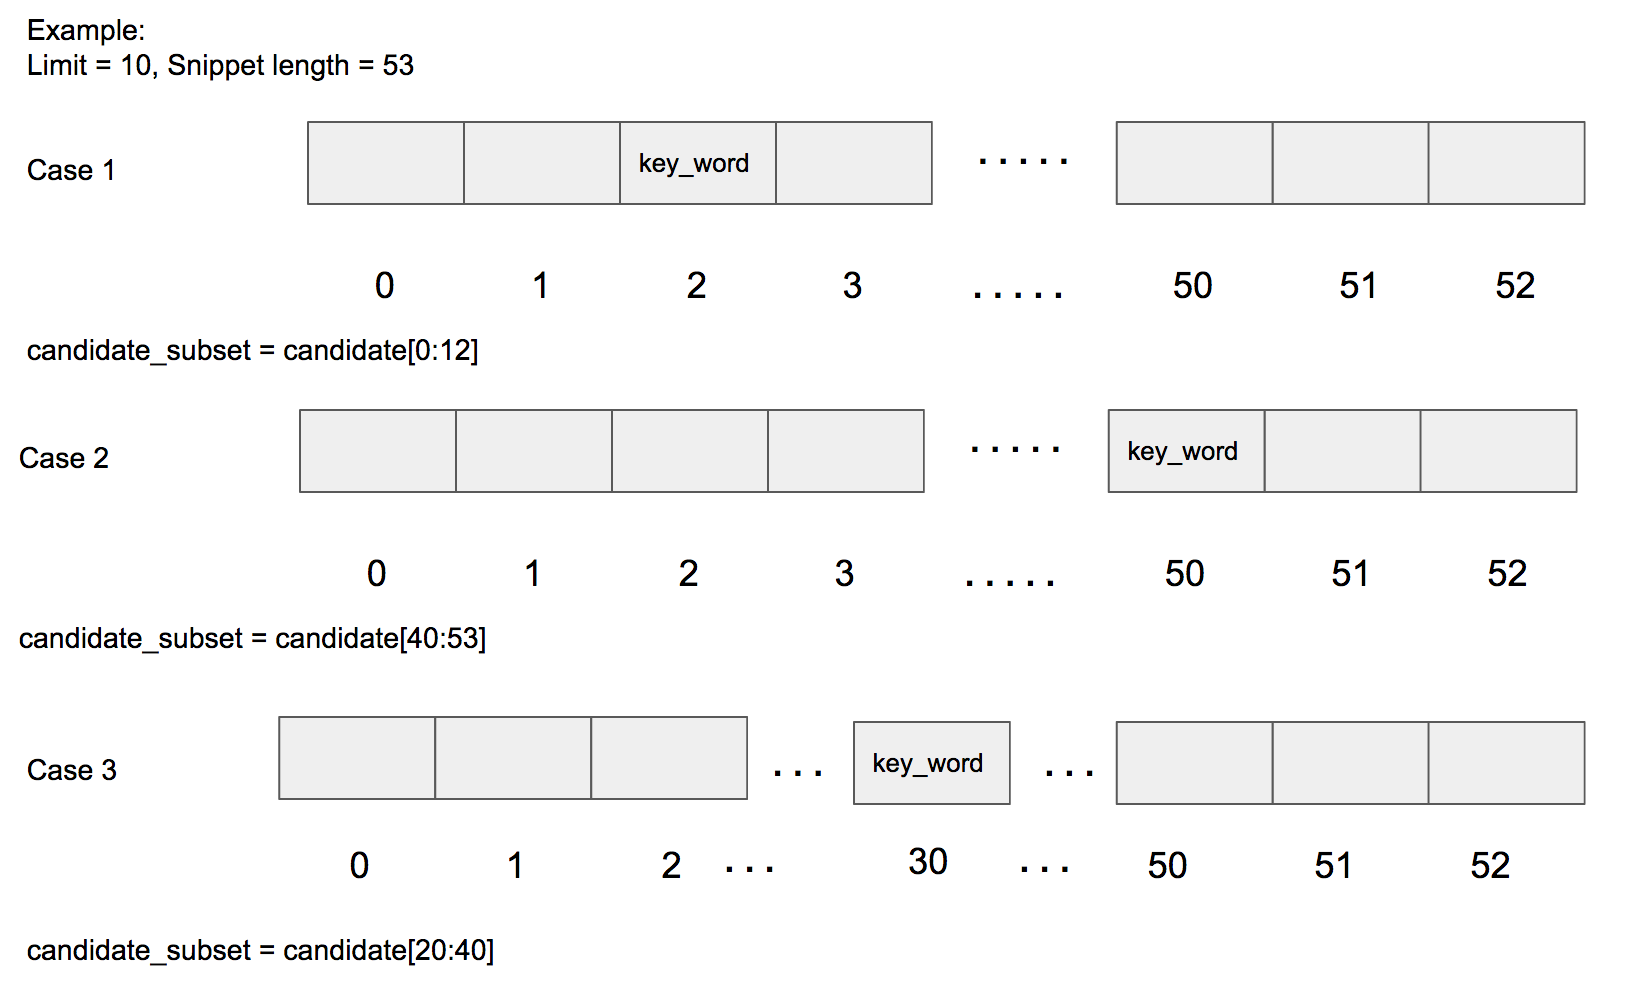 Example:
Limit = 10, Snippet length = 53
Case 1
key_word
.....
0 1 2 3 ..... 50 51 52
candidate_subset = candidate[0:12]
Case 2
.....
key_word
0 1 2 3 ..... 50 51 52
candidate_subset = candidate[40:53]
Case 3
...
key_word
...
0 1 2 ... 30 ... 50 51 52
candidate_subset = candidate[20:40]